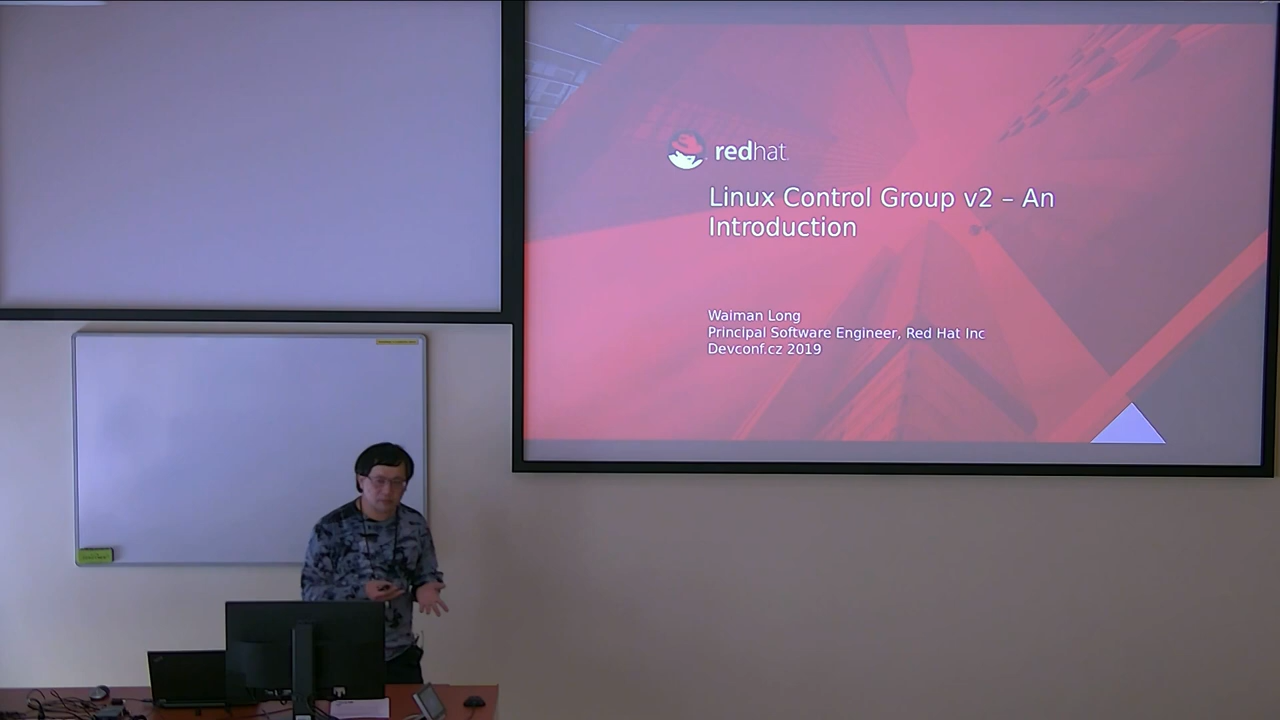 redhat
Linux Control Group v2 – An
Introduction
Waiman Long
Principal Software Engineer, Red Hat Inc
Devconf.cz 2019